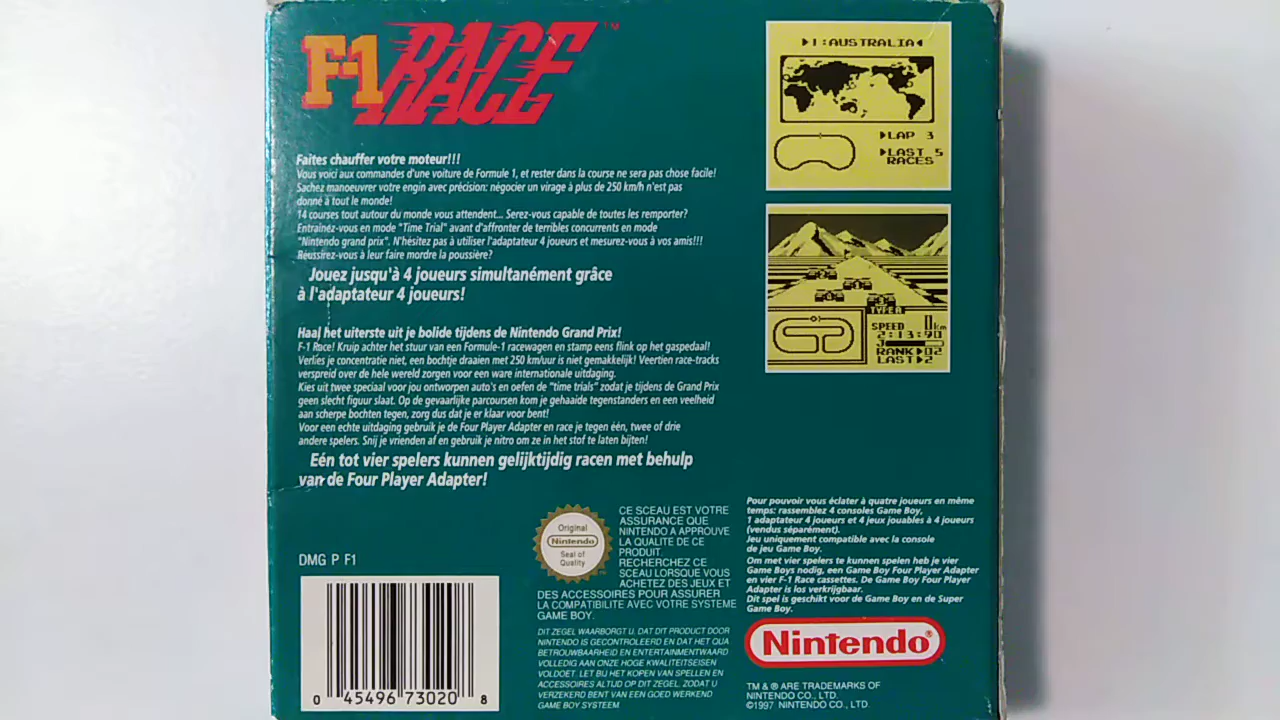 F-1 RACE™
Faites chauffer votre moteur!!!
Vous voici aux commandes d'une voiture de Formule 1, et rester dans la course ne sera pas chose facile!
Sachez manoeuvrer votre engin avec précision: négocier un virage à plus de 250 km/h n'est pas
donné à tout le monde!
14 courses tout autour du monde vous attendent... Serez-vous capable de toutes les remporter?
Entraînez-vous en mode "Time Trial" avant d'affronter de terribles concurrents en mode
"Nintendo grand prix". N'hésitez pas à utiliser l'adaptateur 4 joueurs et mesurez-vous à vos amis!!!
Réussirez-vous à leur faire mordre la poussière?
Jouez jusqu'à 4 joueurs simultanément grâce
à l'adaptateur 4 joueurs!
Haal het uiterste uit je bolide tijdens de Nintendo Grand Prix!
F-1 Race! Kruip achter het stuur van een Formule-1 racewagen en stamp eens flink op het gaspedaal!
Verlies je concentratie niet, een bochtje draaien met 250 km/uur is niet gemakkelijk! Veertien race-tracks
verspreid over de hele wereld zorgen voor een ware internationale uitdaging.
Kies uit twee speciaal voor jou ontworpen auto's en oefen de "time trials" zodat je tijdens de Grand Prix
geen slecht figuur slaat. Op de gevaarlijke parcoursen kom je gehaaide tegenstanders en een veelheid
aan scherpe bochten tegen, zorg dus dat je er klaar voor bent!
Voor een echte uitdaging gebruik je de Four Player Adapter en race je tegen één, twee of drie
andere spelers. Snij je vrienden af en gebruik je nitro om ze in het stof te laten bijten!
Eén tot vier spelers kunnen gelijktijdig racen met behulp
van de Four Player Adapter!
1:AUSTRALIA
LAP 3
LAST 5
RACES
TYPE A
SPEED 0km
2:13:90
RANK 02
LAST 2
DMG P F1
0 45496 73020 8
Original
Nintendo
Seal of
Quality
CE SCEAU EST VOTRE
ASSURANCE QUE
NINTENDO A APPROUVE
LA QUALITE DE CE
PRODUIT.
RECHERCHEZ CE
SCEAU LORSQUE VOUS
ACHETEZ DES JEUX ET
DES ACCESSOIRES POUR ASSURER
LA COMPATIBILITE AVEC VOTRE SYSTEME
GAME BOY.
DIT ZEGEL WAARBORGT U, DAT DIT PRODUCT DOOR
NINTENDO IS GECONTROLEERD EN DAT HET QUA
BETROUWBAARHEID EN ENTERTAINMENTWAARD
VOLLEDIG AAN ONZE HOGE KWALITEITSEISEN
VOLDOET. LET BIJ HET KOPEN VAN SPELLEN EN
ACCESSOIRES ALTIJD OP DIT ZEGEL. ZODAT U
VERZEKERD BENT VAN EEN GOED WERKEND
GAME BOY SYSTEEM
Pour pouvoir vous éclater à quatre joueurs en même
temps: rassemblez 4 consoles Game Boy,
1 adaptateur 4 joueurs et 4 jeux jouables à 4 joueurs
(vendus séparément).
Jeu uniquement compatible avec la console
de jeu Game Boy.
Om met vier spelers te kunnen spelen heb je vier
Game Boys nodig, een Game Boy Four Player Adapter
en vier F-1 Race cassettes. De Game Boy Four Player
Adapter is los verkrijgbaar.
Dit spel is geschikt voor de Game Boy en de Super
Game Boy.
Nintendo®
TM & ® ARE TRADEMARKS OF
NINTENDO CO., LTD.
©1997 NINTENDO CO., LTD.